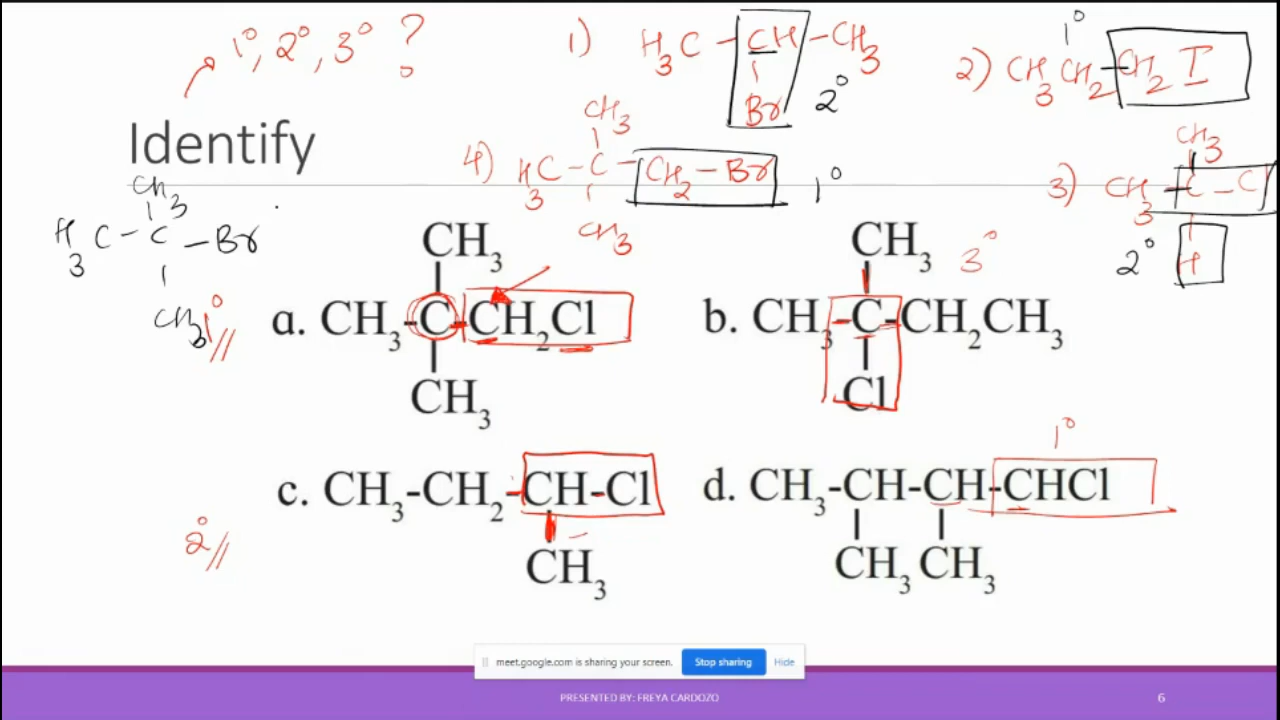 1°, 2°, 3° ?
Identify
1) H3C - CH - CH3
Br
2°
2) CH3 CH2 CH2 I
1°
CH3
4) H3C - C - CH2 - Br
CH3
1°
CH3
3) CH3 - C - Cl
H
2°
CH3
H3C - C - Br
CH3
1°
CH3
a. CH3-C-CH2Cl
CH3
CH3
3°
b. CH3-C-CH2CH3
Cl
c. CH3-CH2-CH-Cl
CH3
2°
1°
d. CH3-CH-CH-CHCl
CH3 CH3
meet.google.com is sharing your screen. Stop sharing Hide
PRESENTED BY: FREYA CARDOZO 6